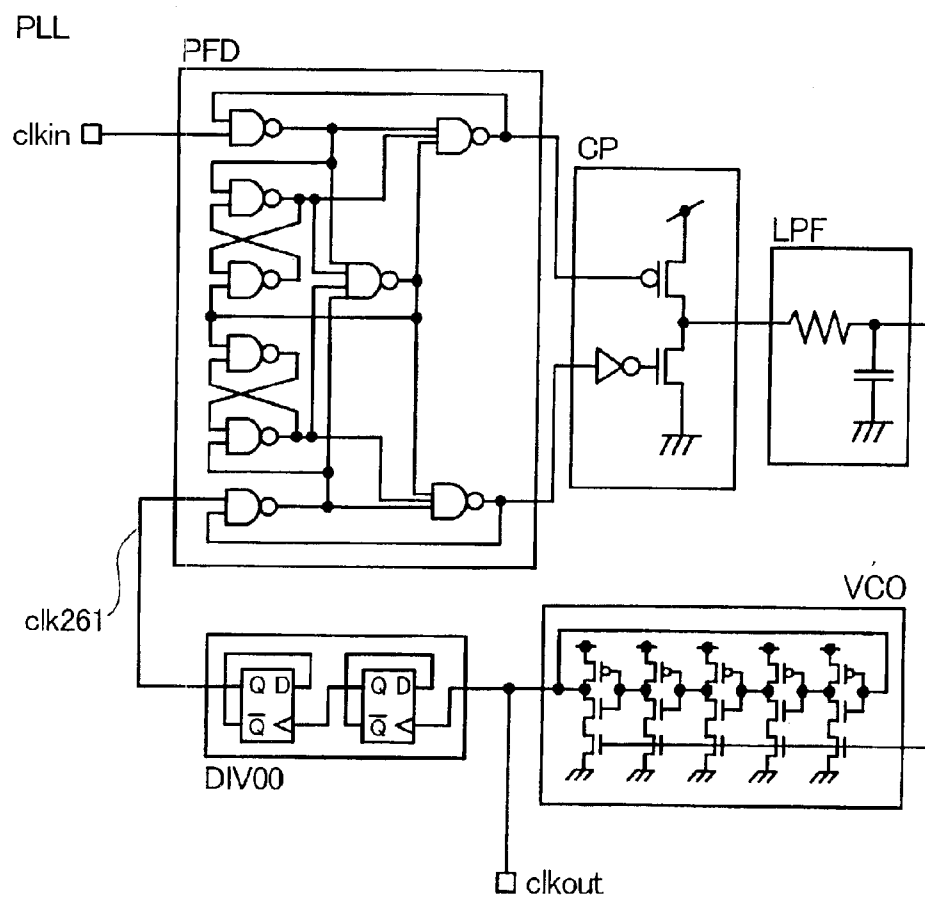 PLL
PFD
clkin
CP
LPF
clk261
VCO
Q D
Q̅
Q D
Q̅
DIV00
clkout